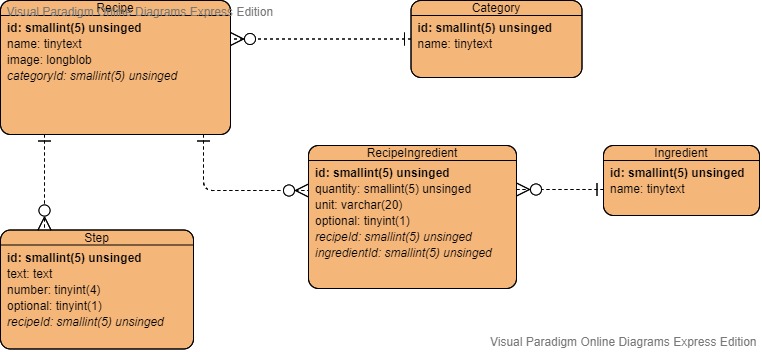 Visual Paradigm Online Diagrams Express Edition
Recipe
id: smallint(5) unsinged
name: tinytext
image: longblob
categoryId: smallint(5) unsinged
Category
id: smallint(5) unsinged
name: tinytext
RecipeIngredient
id: smallint(5) unsinged
quantity: smallint(5) unsinged
unit: varchar(20)
optional: tinyint(1)
recipeId: smallint(5) unsinged
ingredientId: smallint(5) unsinged
Ingredient
id: smallint(5) unsinged
name: tinytext
Step
id: smallint(5) unsinged
text: text
number: tinyint(4)
optional: tinyint(1)
recipeId: smallint(5) unsinged
Visual Paradigm Online Diagrams Express Edition